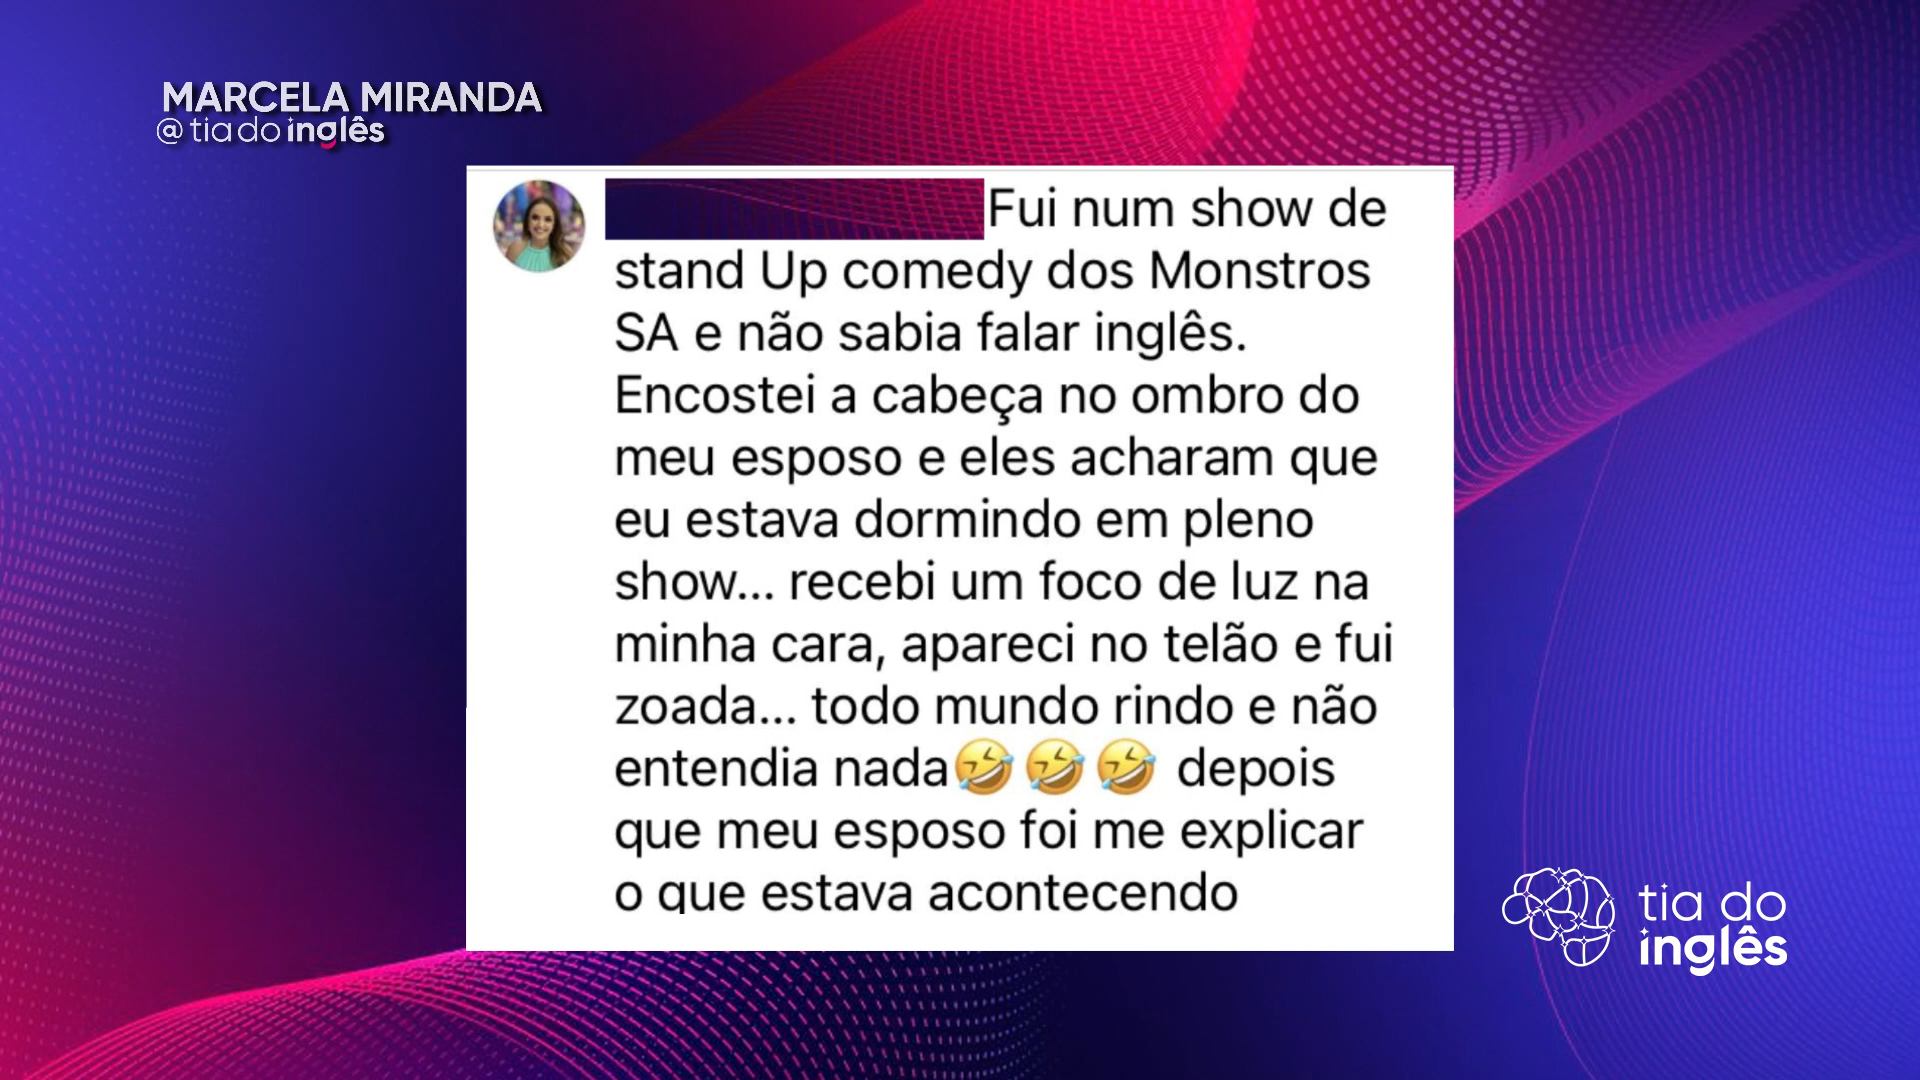 MARCELA MIRANDA
@tiadoinglês
Fui num show de
stand Up comedy dos Monstros
SA e não sabia falar inglês.
Encostei a cabeça no ombro do
meu esposo e eles acharam que
eu estava dormindo em pleno
show... recebi um foco de luz na
minha cara, apareci no telão e fui
zoada... todo mundo rindo e não
entendia nada🤣🤣🤣 depois
que meu esposo foi me explicar
o que estava acontecendo
tia do
inglês